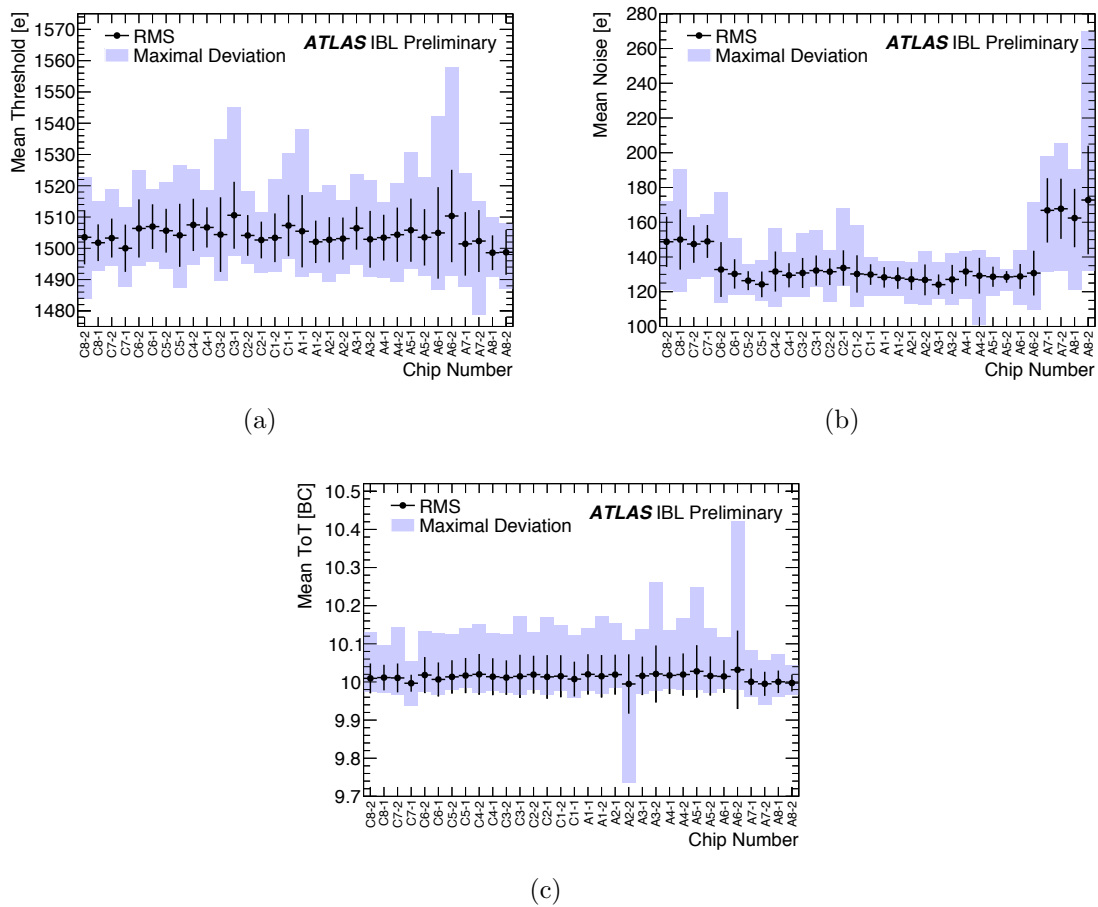 Mean Threshold [e]
1570
1560
1550
1540
1530
1520
1510
1500
1490
1480
RMS
Maximal Deviation
ATLAS IBL Preliminary
C8-2 C8-1 C7-2 C7-1 C6-2 C6-1 C5-2 C5-1 C4-2 C4-1 C3-2 C3-1 C2-2 C2-1 C1-2 C1-1 A1-1 A1-2 A2-1 A2-2 A3-1 A3-2 A4-1 A4-2 A5-1 A5-2 A6-1 A6-2 A7-1 A7-2 A8-1 A8-2
Chip Number
(a)
Mean Noise [e]
280
260
240
220
200
180
160
140
120
100
RMS
Maximal Deviation
ATLAS IBL Preliminary
C8-2 C8-1 C7-2 C7-1 C6-2 C6-1 C5-2 C5-1 C4-2 C4-1 C3-2 C3-1 C2-2 C2-1 C1-2 C1-1 A1-1 A1-2 A2-1 A2-2 A3-1 A3-2 A4-1 A4-2 A5-1 A5-2 A6-1 A6-2 A7-1 A7-2 A8-1 A8-2
Chip Number
(b)
Mean ToT [BC]
10.5
10.4
10.3
10.2
10.1
10
9.9
9.8
9.7
RMS
Maximal Deviation
ATLAS IBL Preliminary
C8-2 C8-1 C7-2 C7-1 C6-2 C6-1 C5-2 C5-1 C4-2 C4-1 C3-2 C3-1 C2-2 C2-1 C1-2 C1-1 A1-1 A1-2 A2-1 A2-2 A3-1 A3-2 A4-1 A4-2 A5-1 A5-2 A6-1 A6-2 A7-1 A7-2 A8-1 A8-2
Chip Number
(c)